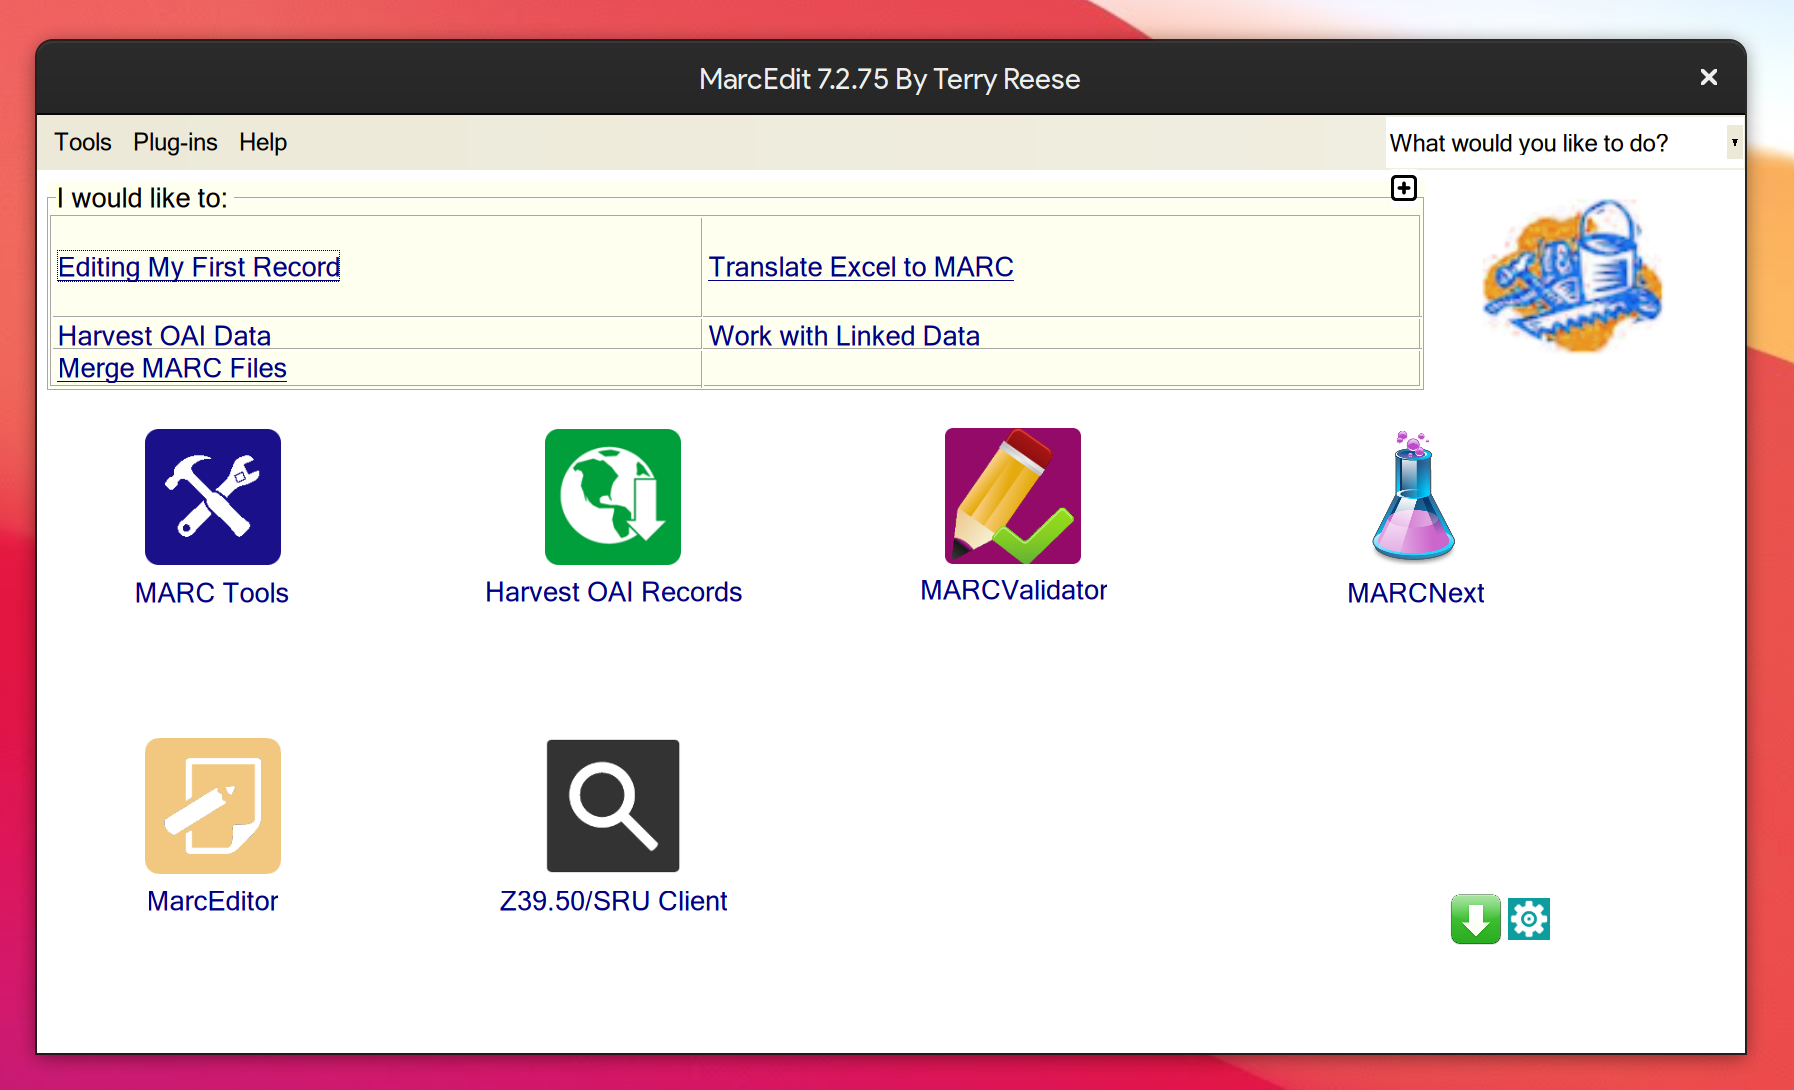 MarcEdit 7.2.75 By Terry Reese
Tools Plug-ins Help What would you like to do?
I would like to:
Editing My First Record Translate Excel to MARC
Harvest OAI Data Work with Linked Data
Merge MARC Files
MARC Tools Harvest OAI Records MARCValidator MARCNext
MarcEditor Z39.50/SRU Client